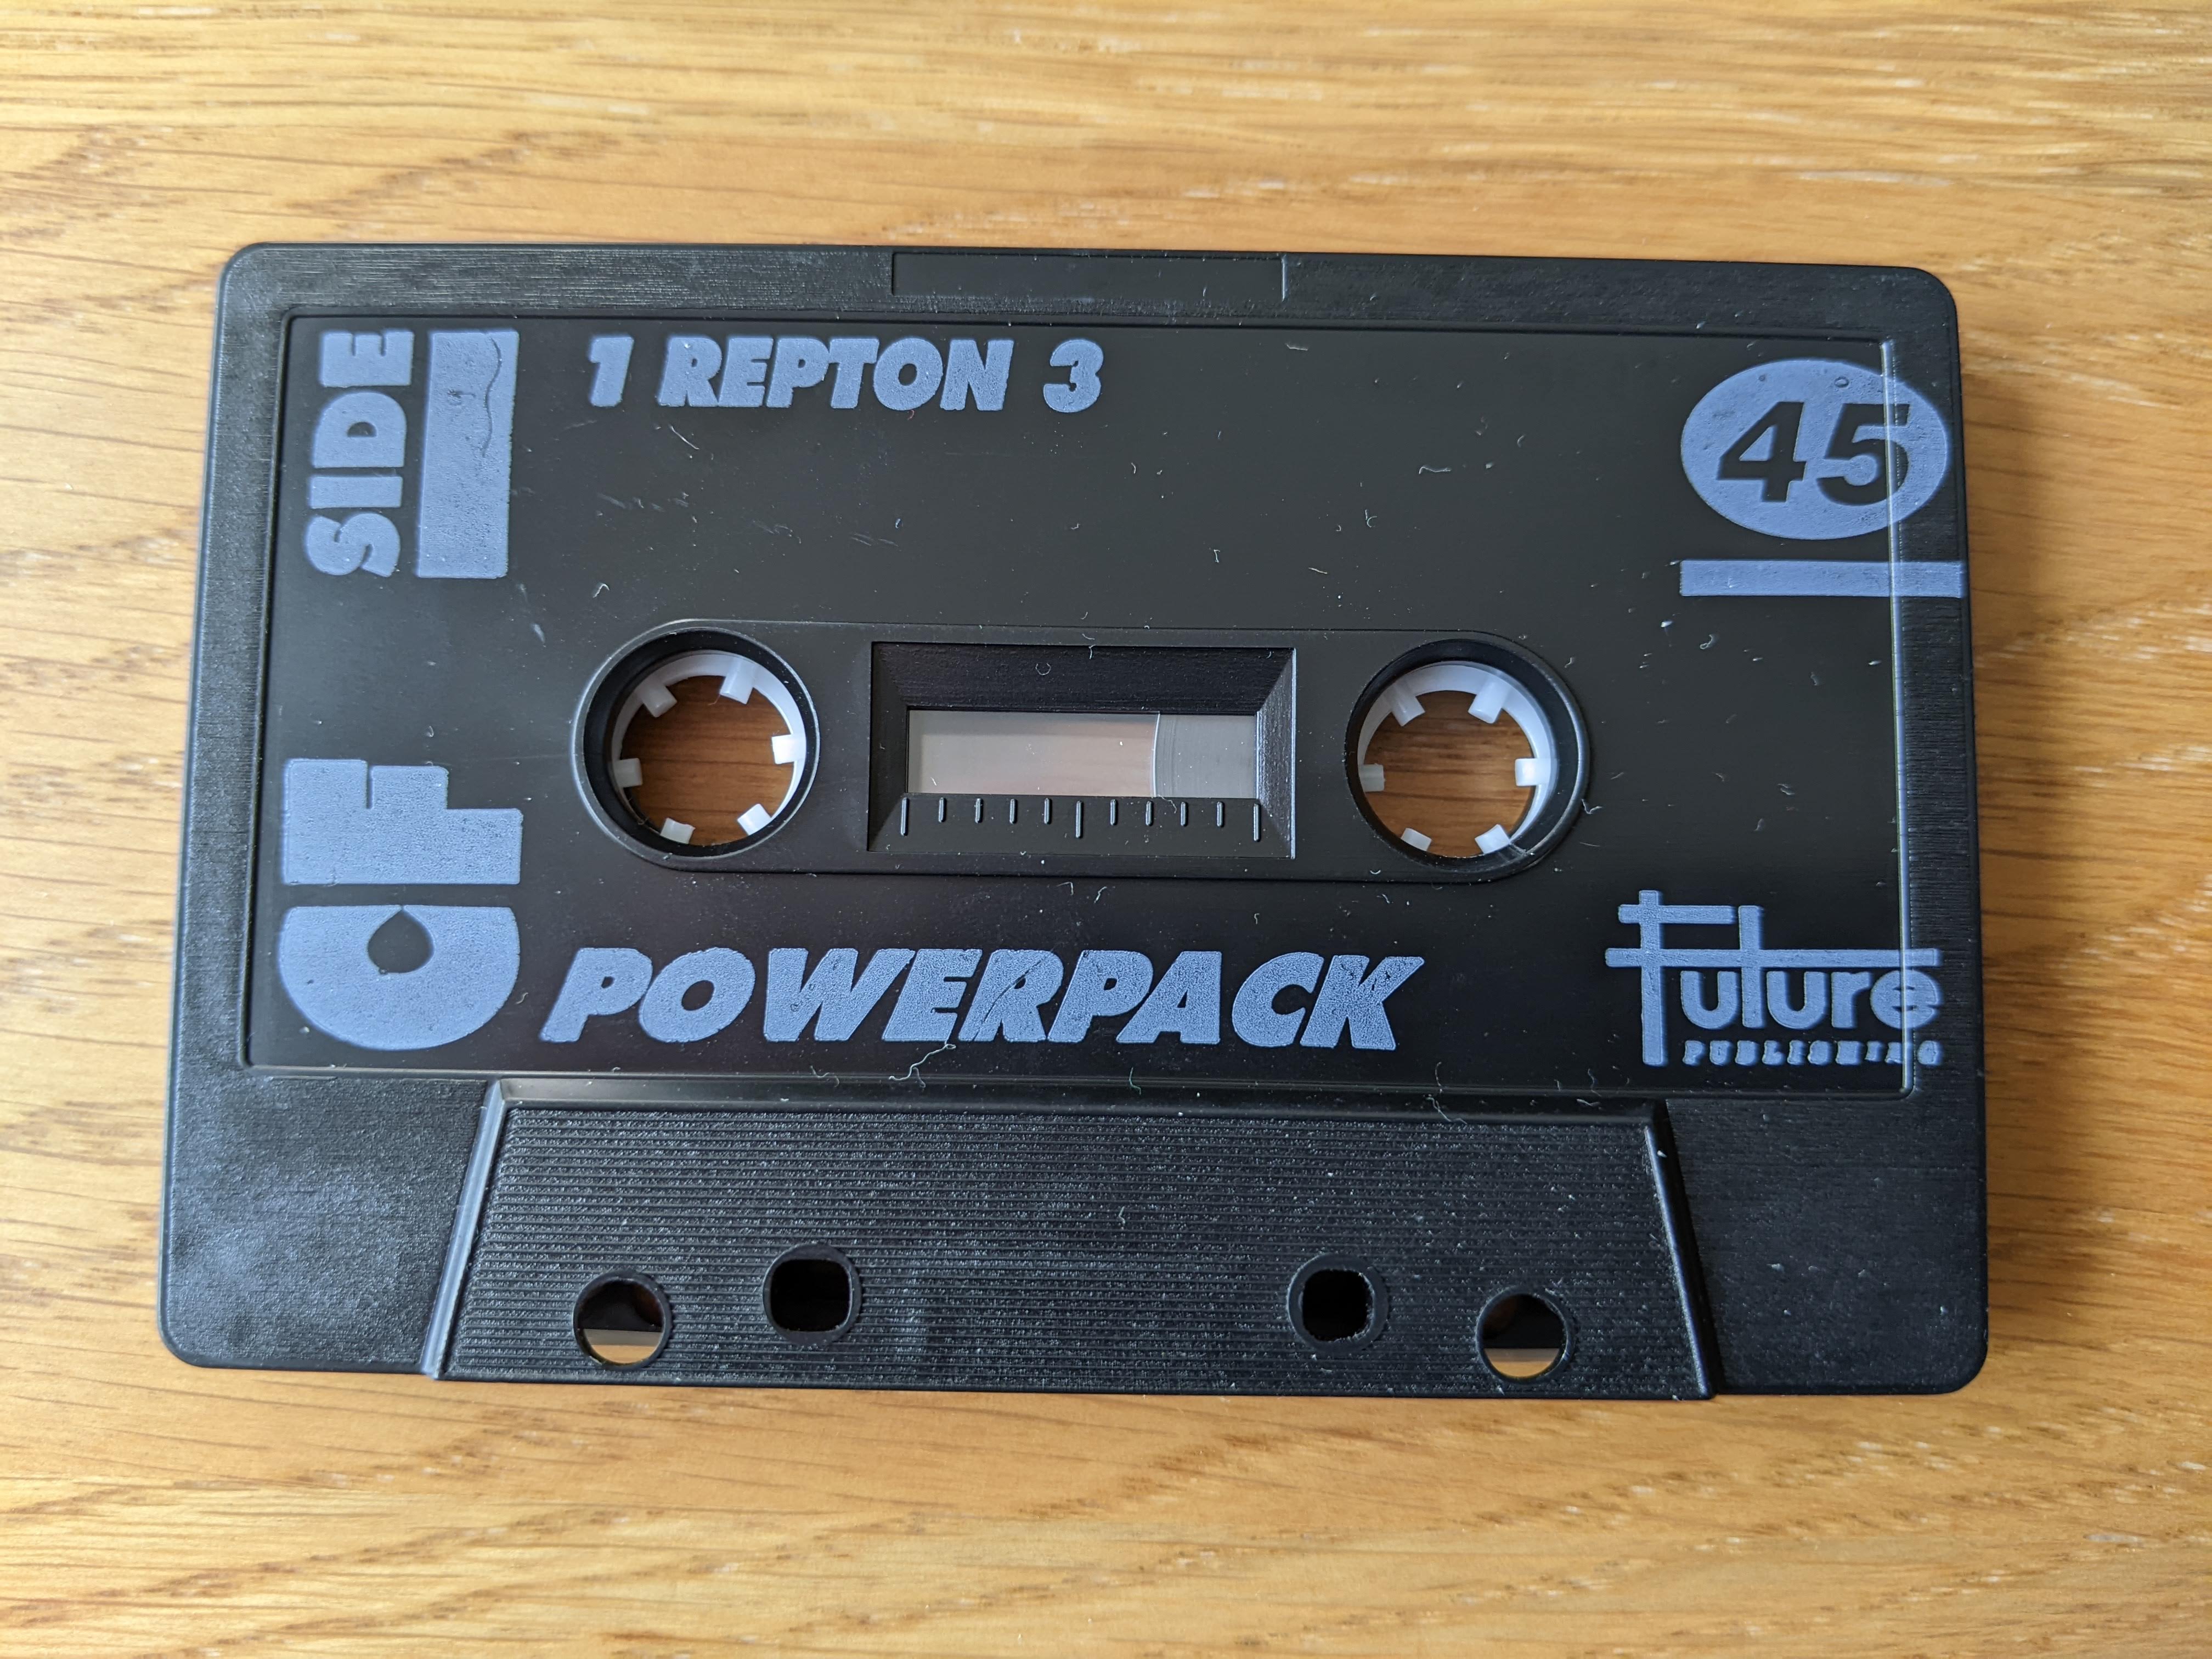 SIDE 1
1 REPTON 3
45
CF
POWERPACK
Future
PUBLISHING